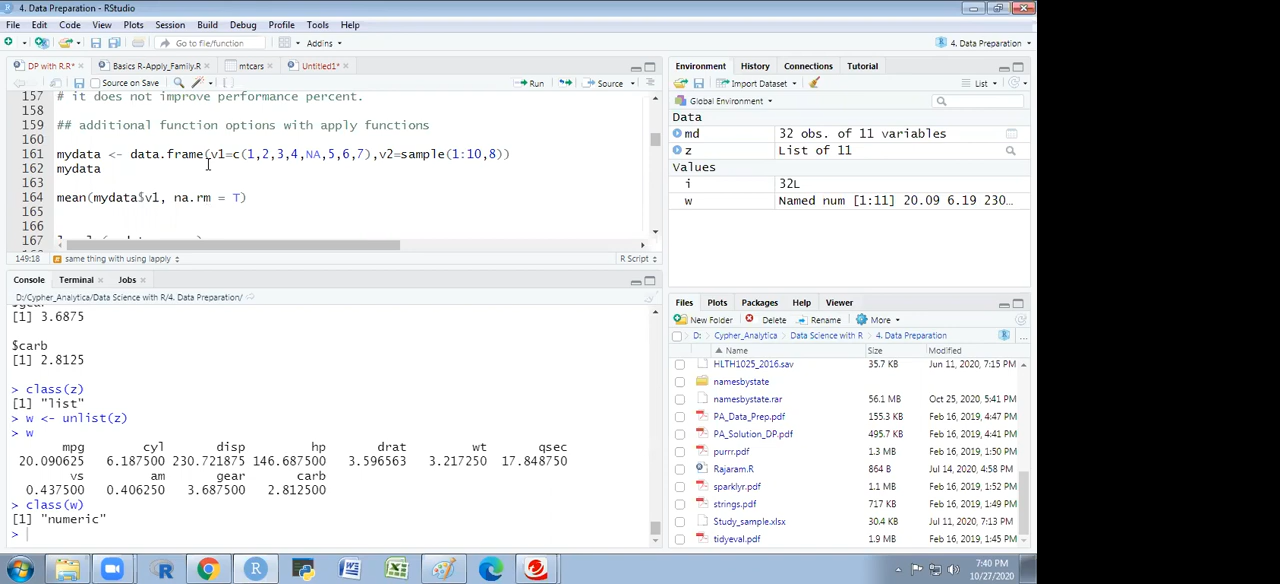 4. Data Preparation - RStudio
File Edit Code View Plots Session Build Debug Profile Tools Help
Go to file/function Addins 4. Data Preparation
DP with R.R* Basics R-Apply_Family.R mtcars Untitled1*
Source on Save Run Source
157 # it does not improve performance percent.
158
159 ## additional function options with apply functions
160
161 mydata <- data.frame(v1=c(1,2,3,4,NA,5,6,7),v2=sample(1:10,8))
162 mydata
163
164 mean(mydata$v1, na.rm = T)
165
166
167
149:18 same thing with using lapply R Script
Console Terminal Jobs
D:/Cypher_Analytica/Data Science with R/4. Data Preparation/
[1] 3.6875
$carb
[1] 2.8125
> class(z)
[1] "list"
> w <- unlist(z)
> w
mpg cyl disp hp drat wt qsec
20.090625 6.187500 230.721875 146.687500 3.596563 3.217250 17.848750
vs am gear carb
0.437500 0.406250 3.687500 2.812500
> class(w)
[1] "numeric"
>
Environment History Connections Tutorial
Import Dataset List
Global Environment
Data
md 32 obs. of 11 variables
z List of 11
Values
i 32L
w Named num [1:11] 20.09 6.19 230…
Files Plots Packages Help Viewer
New Folder Delete Rename More
D: Cypher_Analytica Data Science with R 4. Data Preparation
Name Size Modified
HLTH1025_2016.sav 35.7 KB Jun 11, 2020, 7:15 PM
namesbystate
namesbystate.rar 56.1 MB Oct 25, 2020, 5:41 PM
PA_Data_Prep.pdf 155.3 KB Feb 16, 2019, 4:47 PM
PA_Solution_DP.pdf 495.7 KB Feb 16, 2019, 4:41 PM
purrr.pdf 1.3 MB Feb 16, 2019, 1:50 PM
Rajaram.R 864 B Jul 14, 2020, 4:58 PM
sparklyr.pdf 1.1 MB Feb 16, 2019, 1:52 PM
strings.pdf 717 KB Feb 16, 2019, 1:49 PM
Study_sample.xlsx 30.4 KB Jul 11, 2020, 7:13 PM
tidyeval.pdf 1.9 MB Feb 16, 2019, 1:50 PM
7:40 PM
10/27/2020